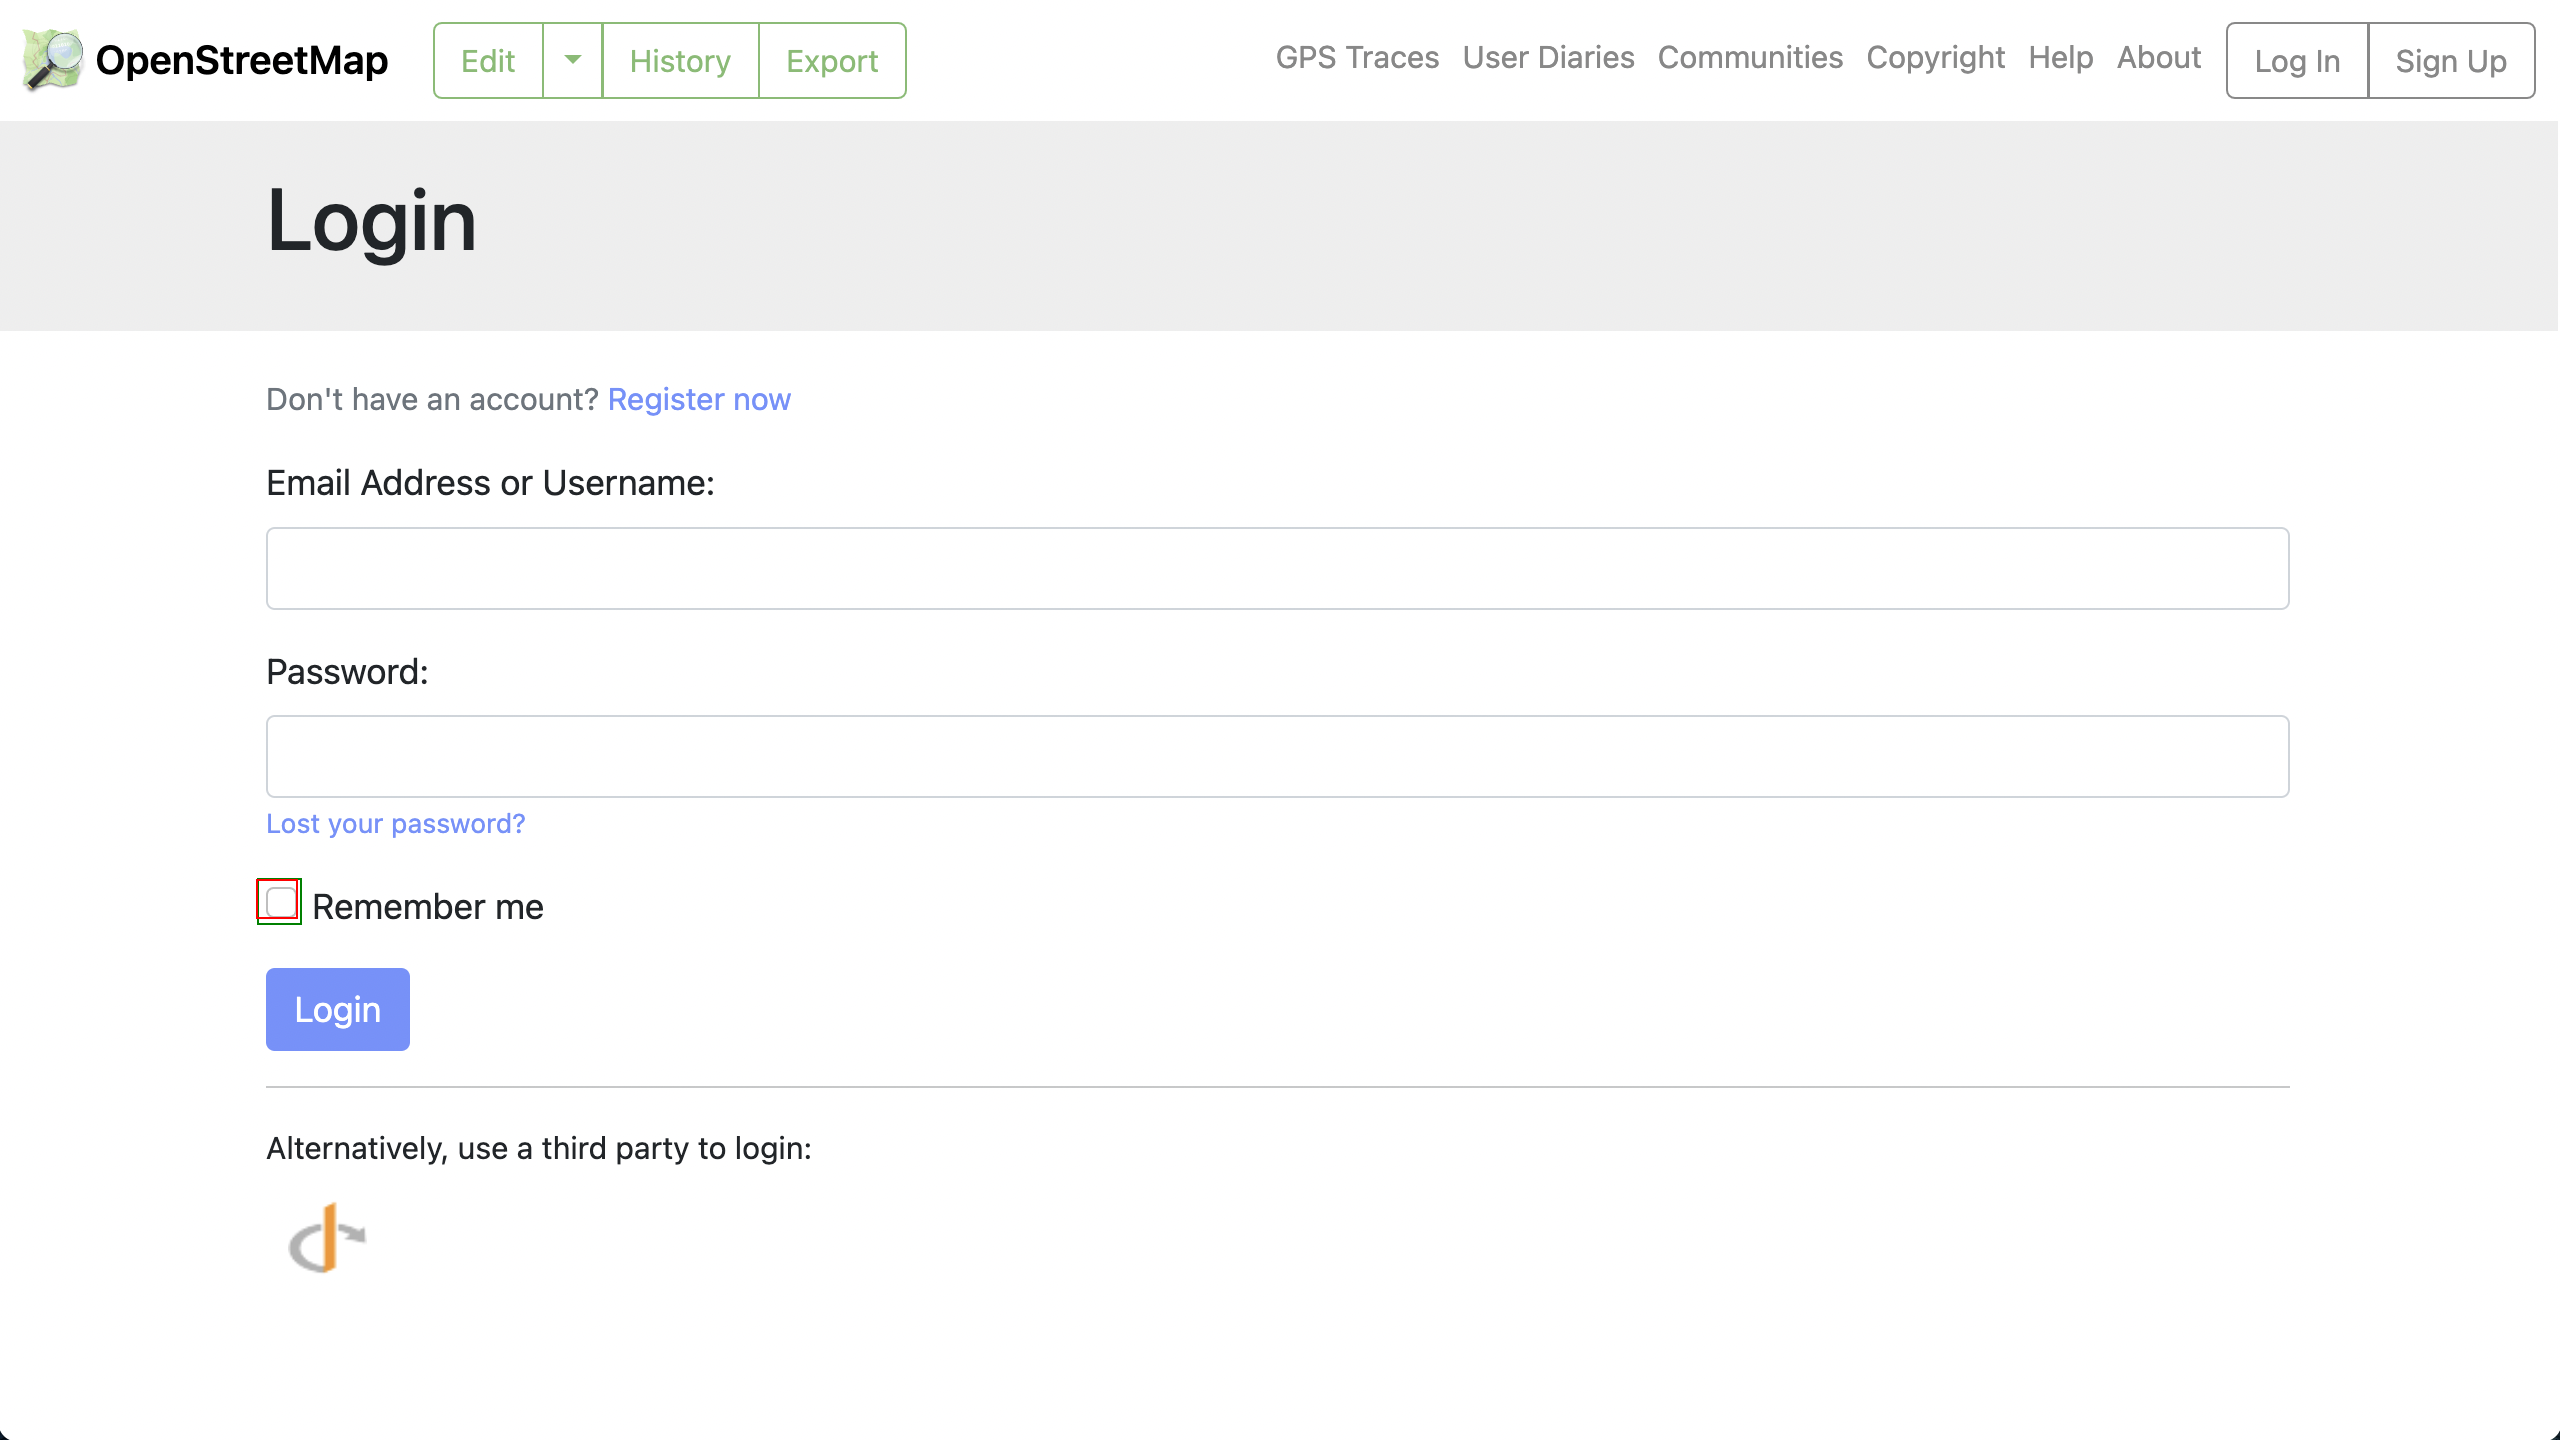 OpenStreetMap Edit History Export GPS Traces User Diaries Communities Copyright Help About Log In Sign Up
Login
Don't have an account? Register now
Email Address or Username:
Password:
Lost your password?
Remember me
Login
Alternatively, use a third party to login: